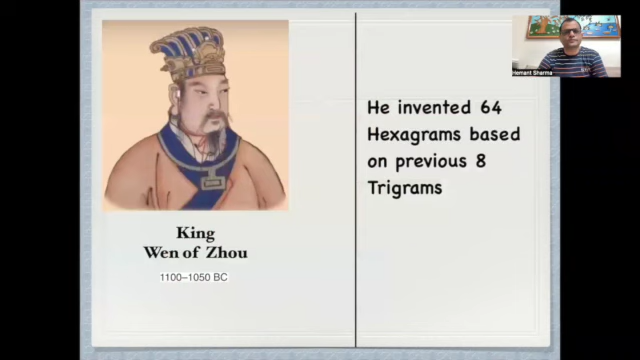 King
Wen of Zhou
1100–1050 BC
He invented 64
Hexagrams based
on previous 8
Trigrams
Hemant Sharma